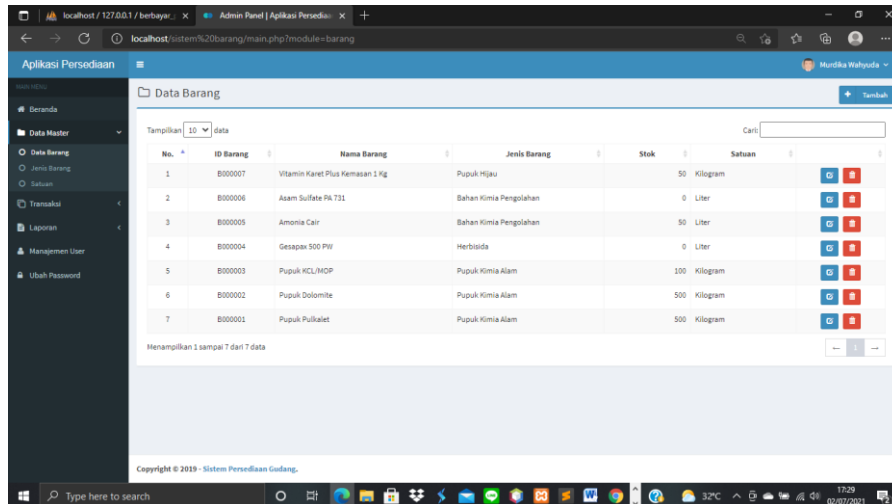 localhost / 127.0.0.1 / berbayar_
Admin Panel | Aplikasi Persediaa
localhost/sistem%20barang/main.php?module=barang
Aplikasi Persediaan
Murdika Wahyuda
MAIN MENU
Data Barang
Tambah
Beranda
Data Master
Data Barang
Jenis Barang
Satuan
Transaksi
Laporan
Manajemen User
Ubah Password
Tampilkan 10 data
Cari:
No. ID Barang Nama Barang Jenis Barang Stok Satuan
1 B000007 Vitamin Karet Plus Kemasan 1 Kg Pupuk Hijau 50 Kilogram
2 B000006 Asam Sulfate PA 731 Bahan Kimia Pengolahan 0 Liter
3 B000005 Amonia Cair Bahan Kimia Pengolahan 50 Liter
4 B000004 Gesapax 500 PW Herbisida 0 Liter
5 B000003 Pupuk KCL/MOP Pupuk Kimia Alam 100 Kilogram
6 B000002 Pupuk Dolomite Pupuk Kimia Alam 500 Kilogram
7 B000001 Pupuk Pulkalet Pupuk Kimia Alam 500 Kilogram
Menampilkan 1 sampai 7 dari 7 data
← 1 →
Copyright © 2019 - Sistem Persediaan Gudang.
Type here to search
32°C
17:29
02/07/2021